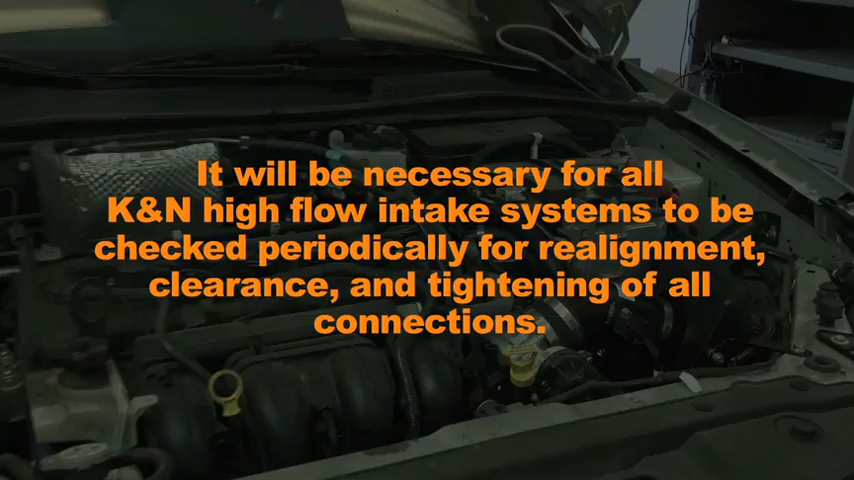 It will be necessary for all
K&N high flow intake systems to be
checked periodically for realignment,
clearance, and tightening of all
connections.